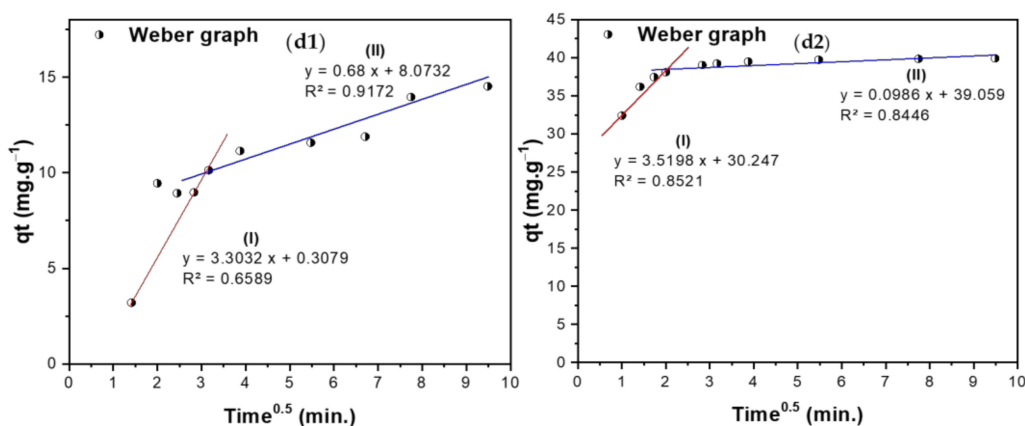 Weber graph (d1)
(II)
y = 0.68 x + 8.0732
R² = 0.9172
(I)
y = 3.3032 x + 0.3079
R² = 0.6589
qt (mg.g⁻¹)
15
10
5
0
0 1 2 3 4 5 6 7 8 9 10
Time⁰·⁵ (min.)
Weber graph (d2)
(II)
y = 0.0986 x + 39.059
R² = 0.8446
(I)
y = 3.5198 x + 30.247
R² = 0.8521
qt (mg.g⁻¹)
45
40
35
30
25
20
15
10
5
0
0 1 2 3 4 5 6 7 8 9 10
Time⁰·⁵ (min.)